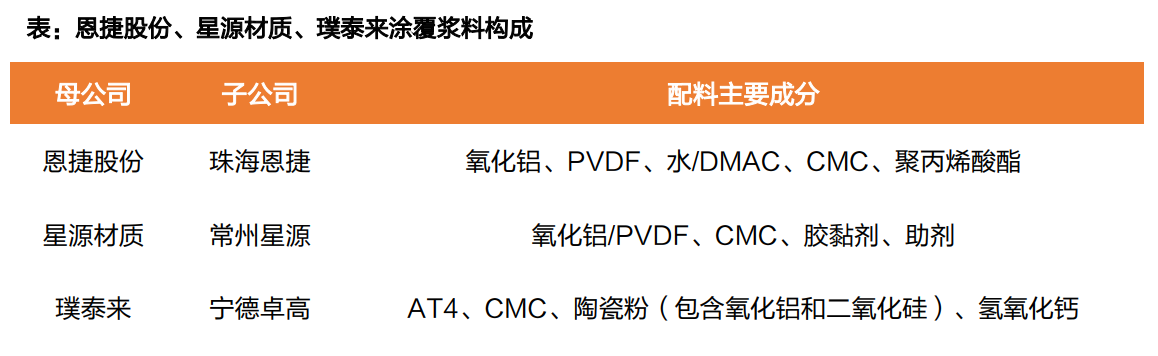 表：恩捷股份、星源材质、璞泰来涂覆浆料构成
母公司 子公司 配料主要成分
恩捷股份 珠海恩捷 氧化铝、PVDF、水/DMAC、CMC、聚丙烯酸酯
星源材质 常州星源 氧化铝/PVDF、CMC、胶黏剂、助剂
璞泰来 宁德卓高 AT4、CMC、陶瓷粉（包含氧化铝和二氧化硅）、氢氧化钙